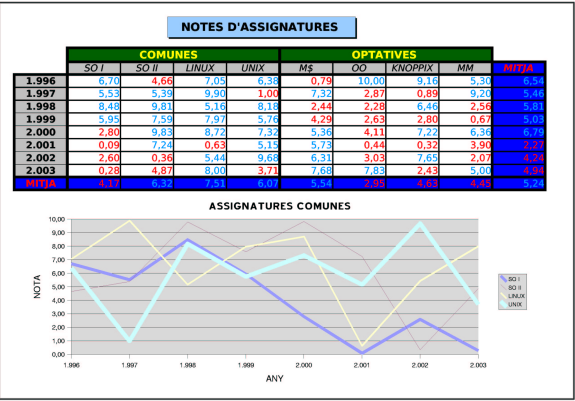 NOTES D'ASSIGNATURES
COMUNES OPTATIVES
SO I SO II LINUX UNIX M$ OO KNOPPIX MM MITJA
1.996 6,70 4,66 7,05 6,38 0,79 10,00 9,16 5,30 6,54
1.997 5,53 5,39 9,90 1,00 7,32 2,87 0,89 9,20 5,46
1.998 8,48 9,81 5,16 8,18 2,44 2,28 6,46 2,56 5,81
1.999 5,95 7,59 7,97 5,76 4,29 2,63 2,80 0,67 5,03
2.000 2,80 9,83 8,72 7,32 5,36 4,11 7,22 6,36 6,79
2.001 0,09 7,24 0,63 5,15 5,73 0,44 0,32 3,90 2,27
2.002 2,60 0,36 5,44 9,68 6,31 3,03 7,65 2,07 4,24
2.003 0,28 4,87 8,00 3,71 7,68 7,83 2,43 5,00 4,94
MITJA 4,17 6,32 7,51 6,07 5,54 2,95 4,63 4,45 5,24
ASSIGNATURES COMUNES
10,00
9,00
8,00
7,00
6,00
5,00
4,00
3,00
2,00
1,00
0,00
NOTA
1.996 1.997 1.998 1.999 2.000 2.001 2.002 2.003
ANY
SO I
SO II
LINUX
UNIX